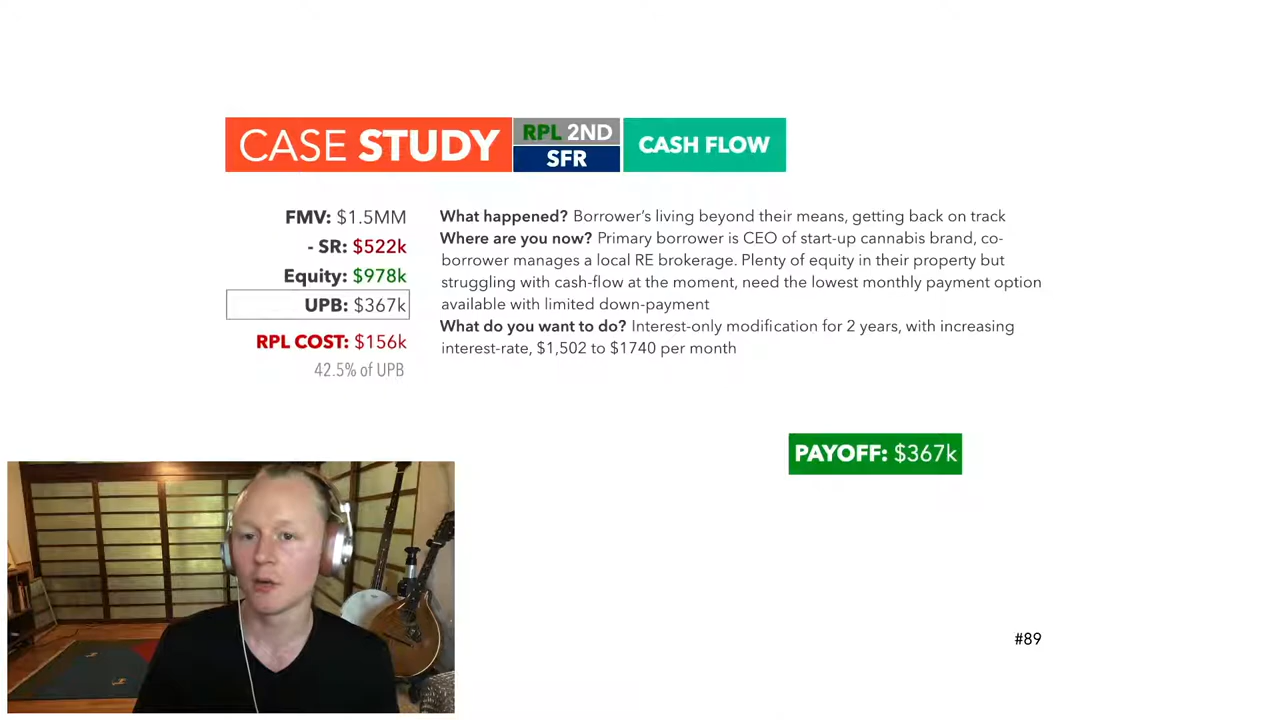 CASE STUDY
RPL 2ND
SFR
CASH FLOW
FMV: $1.5MM
- SR: $522k
Equity: $978k
UPB: $367k
RPL COST: $156k
42.5% of UPB
What happened? Borrower's living beyond their means, getting back on track
Where are you now? Primary borrower is CEO of start-up cannabis brand, co-
borrower manages a local RE brokerage. Plenty of equity in their property but
struggling with cash-flow at the moment, need the lowest monthly payment option
available with limited down-payment
What do you want to do? Interest-only modification for 2 years, with increasing
interest-rate, $1,502 to $1740 per month
PAYOFF: $367k
#89